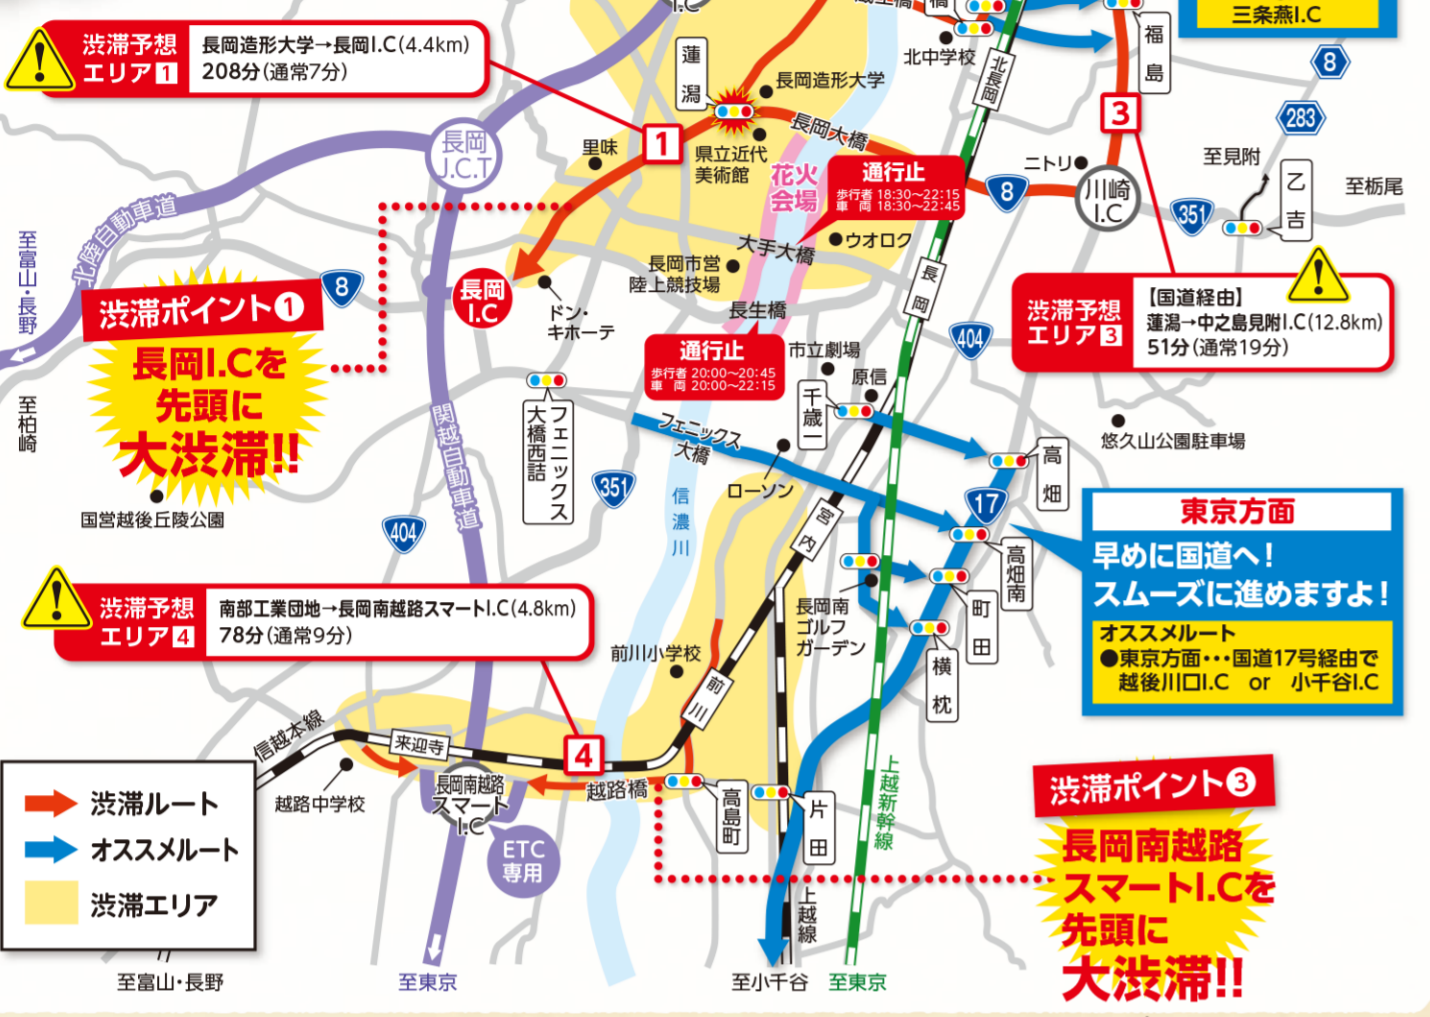 I.C
三条燕I.C
渋滞予想
エリア1
長岡造形大学→長岡I.C(4.4km)
208分(通常7分)
蓮潟
長岡造形大学
北中学校
北長岡
福島
8
3
283
長岡
J.C.T
里味
1
県立近代
美術館
長岡大橋
花火
会場
通行止
歩行者 18:30〜22:15
車　両 18:30〜22:45
8
ニトリ
川崎
I.C
至見附
乙吉
至栃尾
351
北陸自動車道
至富山・長野
至柏崎
8
長岡
I.C
ドン・
キホーテ
長岡市営
陸上競技場
大手大橋
ウオロク
長生橋
長岡
404
渋滞予想
エリア3
【国道経由】
蓮潟→中之島見附I.C(12.8km)
51分(通常19分)
渋滞ポイント1
長岡I.Cを
先頭に
大渋滞!!
通行止
歩行者 20:00〜20:45
車　両 20:00〜22:15
市立劇場
原信
千歳一
フェニックス
大橋西詰
フェニックス
大橋
ローソン
高畑
悠久山公園駐車場
国営越後丘陵公園
関越自動車道
351
404
信濃川
宮内
17
高畑南
東京方面
早めに国道へ!
スムーズに進めますよ!
オススメルート
●東京方面・・・国道17号経由で
越後川口I.C　or　小千谷I.C
渋滞予想
エリア4
南部工業団地→長岡南越路スマートI.C(4.8km)
78分(通常9分)
長岡南
ゴルフ
ガーデン
町田
横枕
前川小学校
前川
信越本線
来迎寺
4
越路中学校
長岡南越路
スマート
I.C
越路橋
高島町
片田
上越新幹線
ETC
専用
上越線
渋滞ポイント3
長岡南越路
スマートI.Cを
先頭に
大渋滞!!
渋滞ルート
オススメルート
渋滞エリア
至富山・長野
至東京
至小千谷
至東京